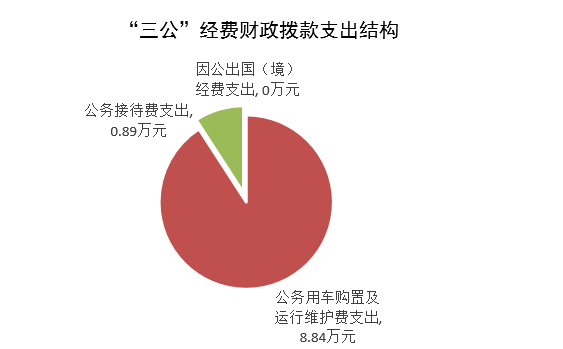 “三公”经费财政拨款支出结构
因公出国（境）
经费支出, 0万元
公务接待费支出,
0.89万元
公务用车购置及
运行维护费支出,
8.84万元